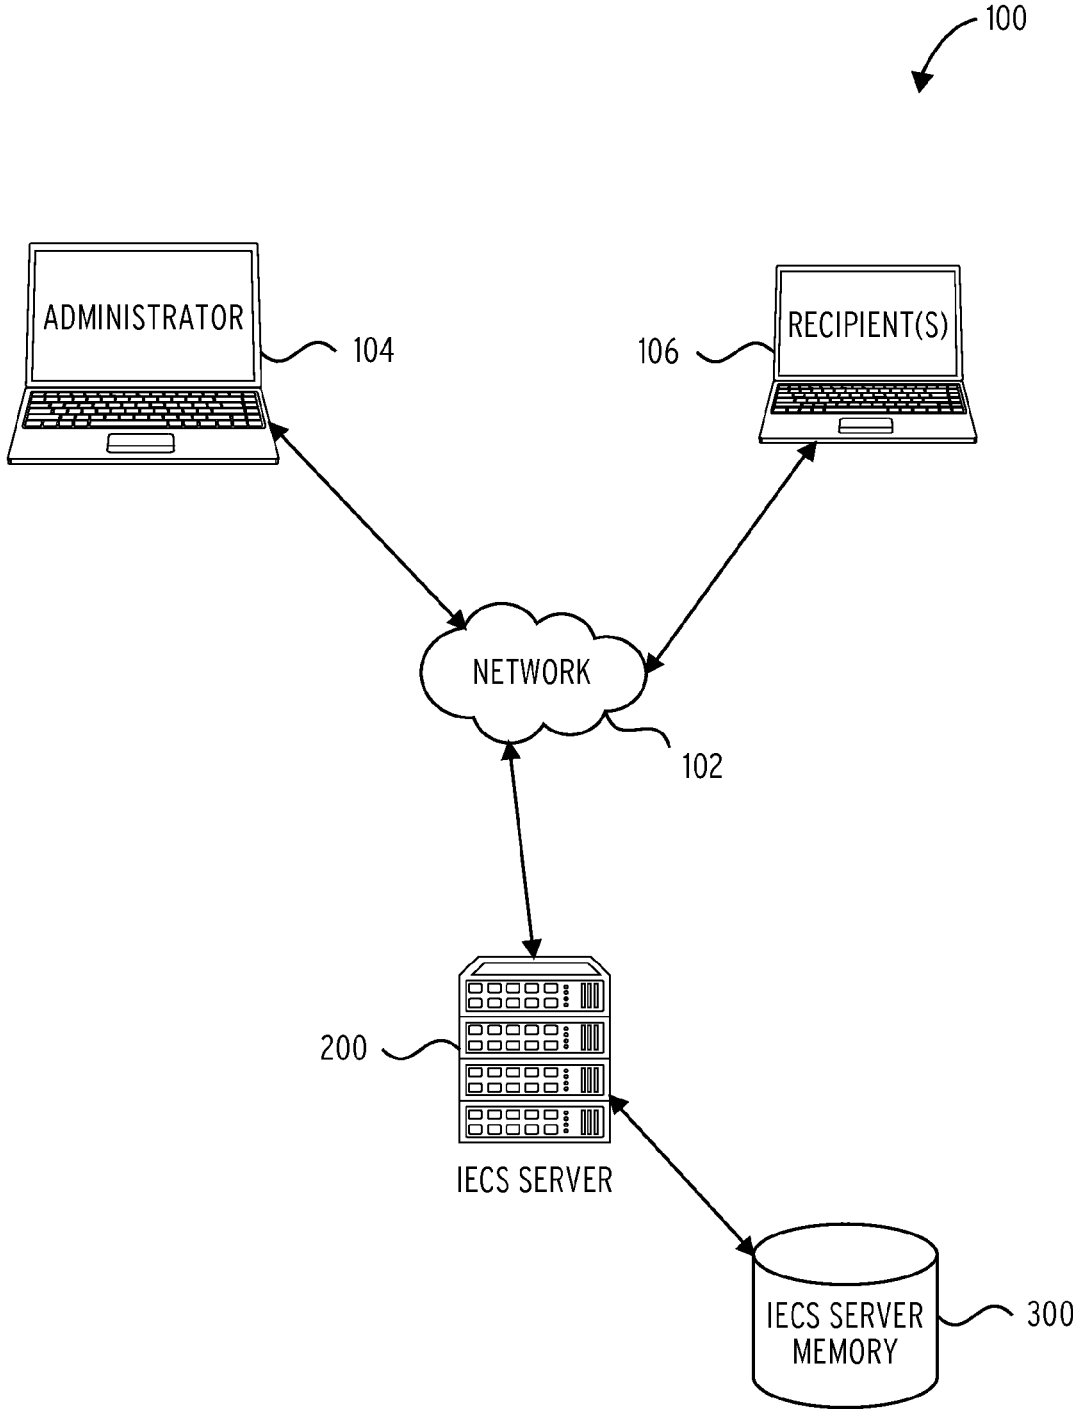 100
ADMINISTRATOR
104
106
RECIPIENT(S)
NETWORK
102
200
IECS SERVER
IECS SERVER
MEMORY
300